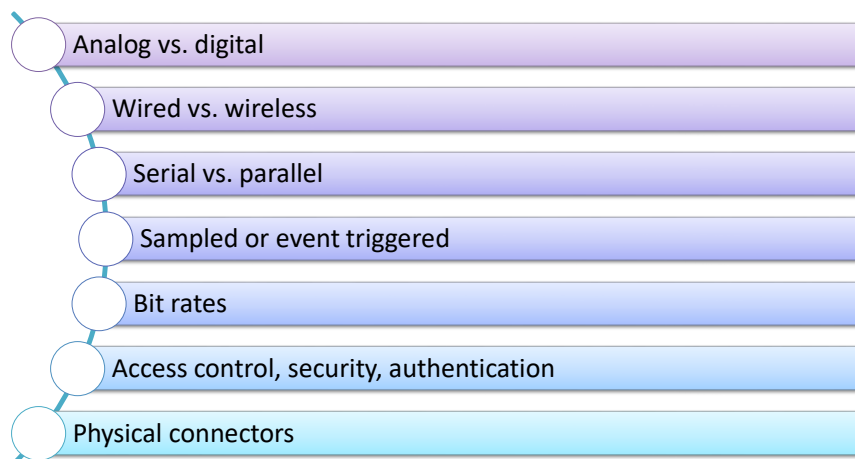 Analog vs. digital
Wired vs. wireless
Serial vs. parallel
Sampled or event triggered
Bit rates
Access control, security, authentication
Physical connectors